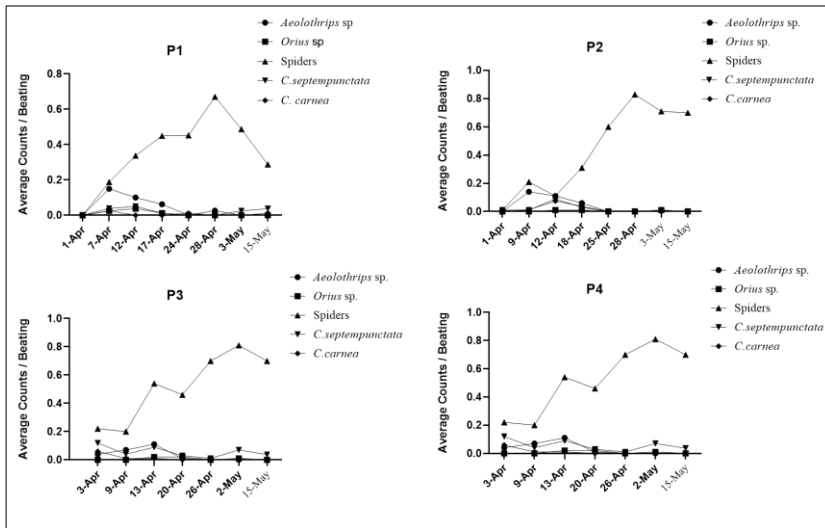 P1
Aeolothrips sp
Orius sp
Spiders
C.septempunctata
C. carnea
Average Counts / Beating
0.8
0.6
0.4
0.2
0.0
1-Apr
7-Apr
12-Apr
17-Apr
24-Apr
28-Apr
3-May
15-May
P2
Aeolothrips sp.
Orius sp.
Spiders
C.septempunctata
C.carnea
Average Counts / Beating
1.0
0.8
0.6
0.4
0.2
0.0
1-Apr
9-Apr
12-Apr
18-Apr
25-Apr
28-Apr
3-May
15-May
P3
Aeolothrips sp.
Orius sp.
Spiders
C.septempunctata
C.carnea
Average Counts / Beating
1.0
0.8
0.6
0.4
0.2
0.0
3-Apr
9-Apr
13-Apr
20-Apr
26-Apr
2-May
15-May
P4
Aeolothrips sp.
Orius sp.
Spiders
C.septempunctata
C.carnea
Average Counts / Beating
1.0
0.8
0.6
0.4
0.2
0.0
3-Apr
9-Apr
13-Apr
20-Apr
26-Apr
2-May
15-May